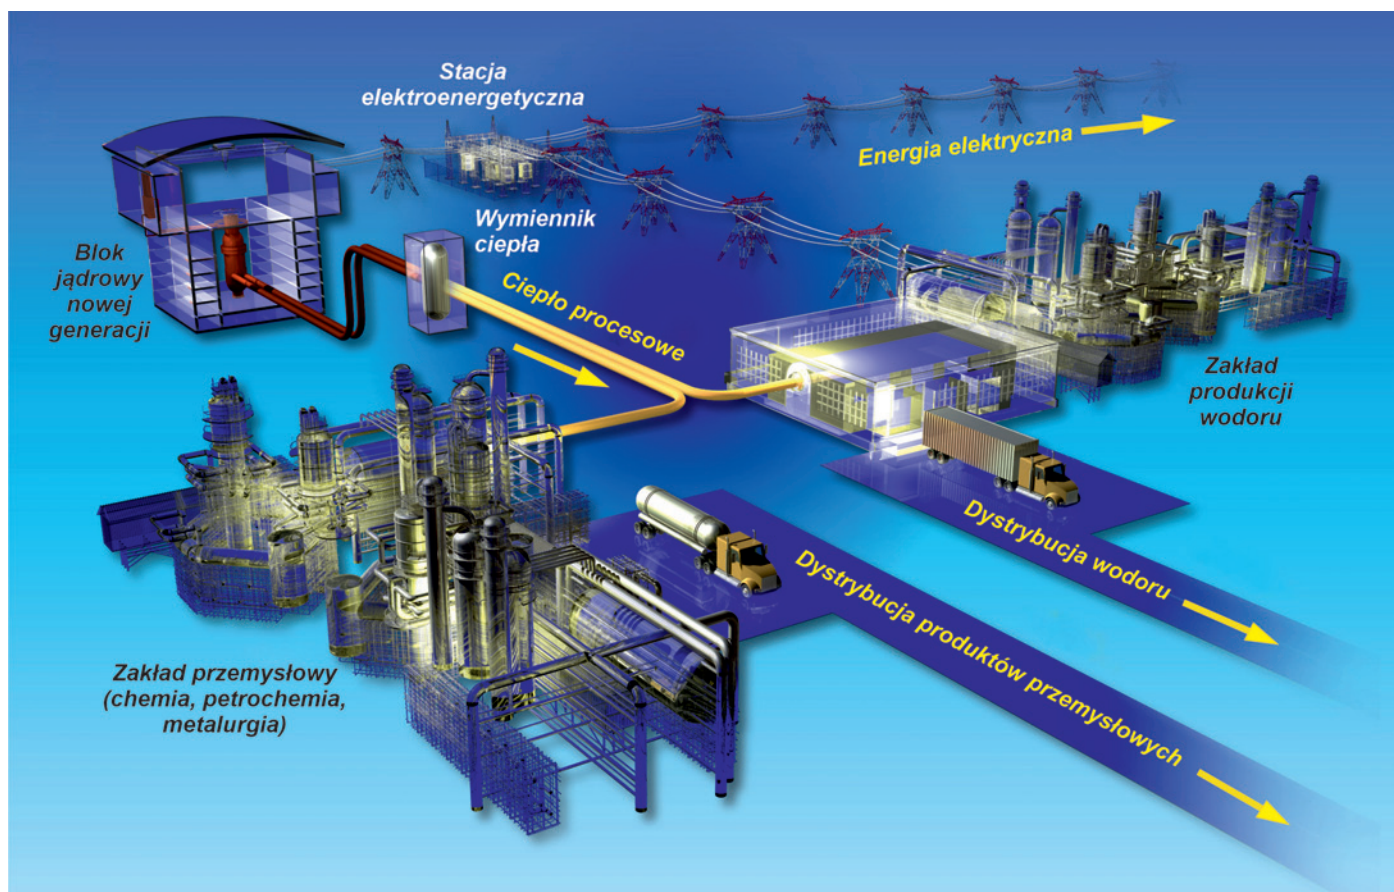 Stacja
elektroenergetyczna
Energia elektryczna
Wymiennik
ciepła
Blok
jądrowy
nowej
generacji
Ciepło procesowe
Zakład
produkcji
wodoru
Dystrybucja wodoru
Dystrybucja produktów przemysłowych
Zakład przemysłowy
(chemia, petrochemia,
metalurgia)